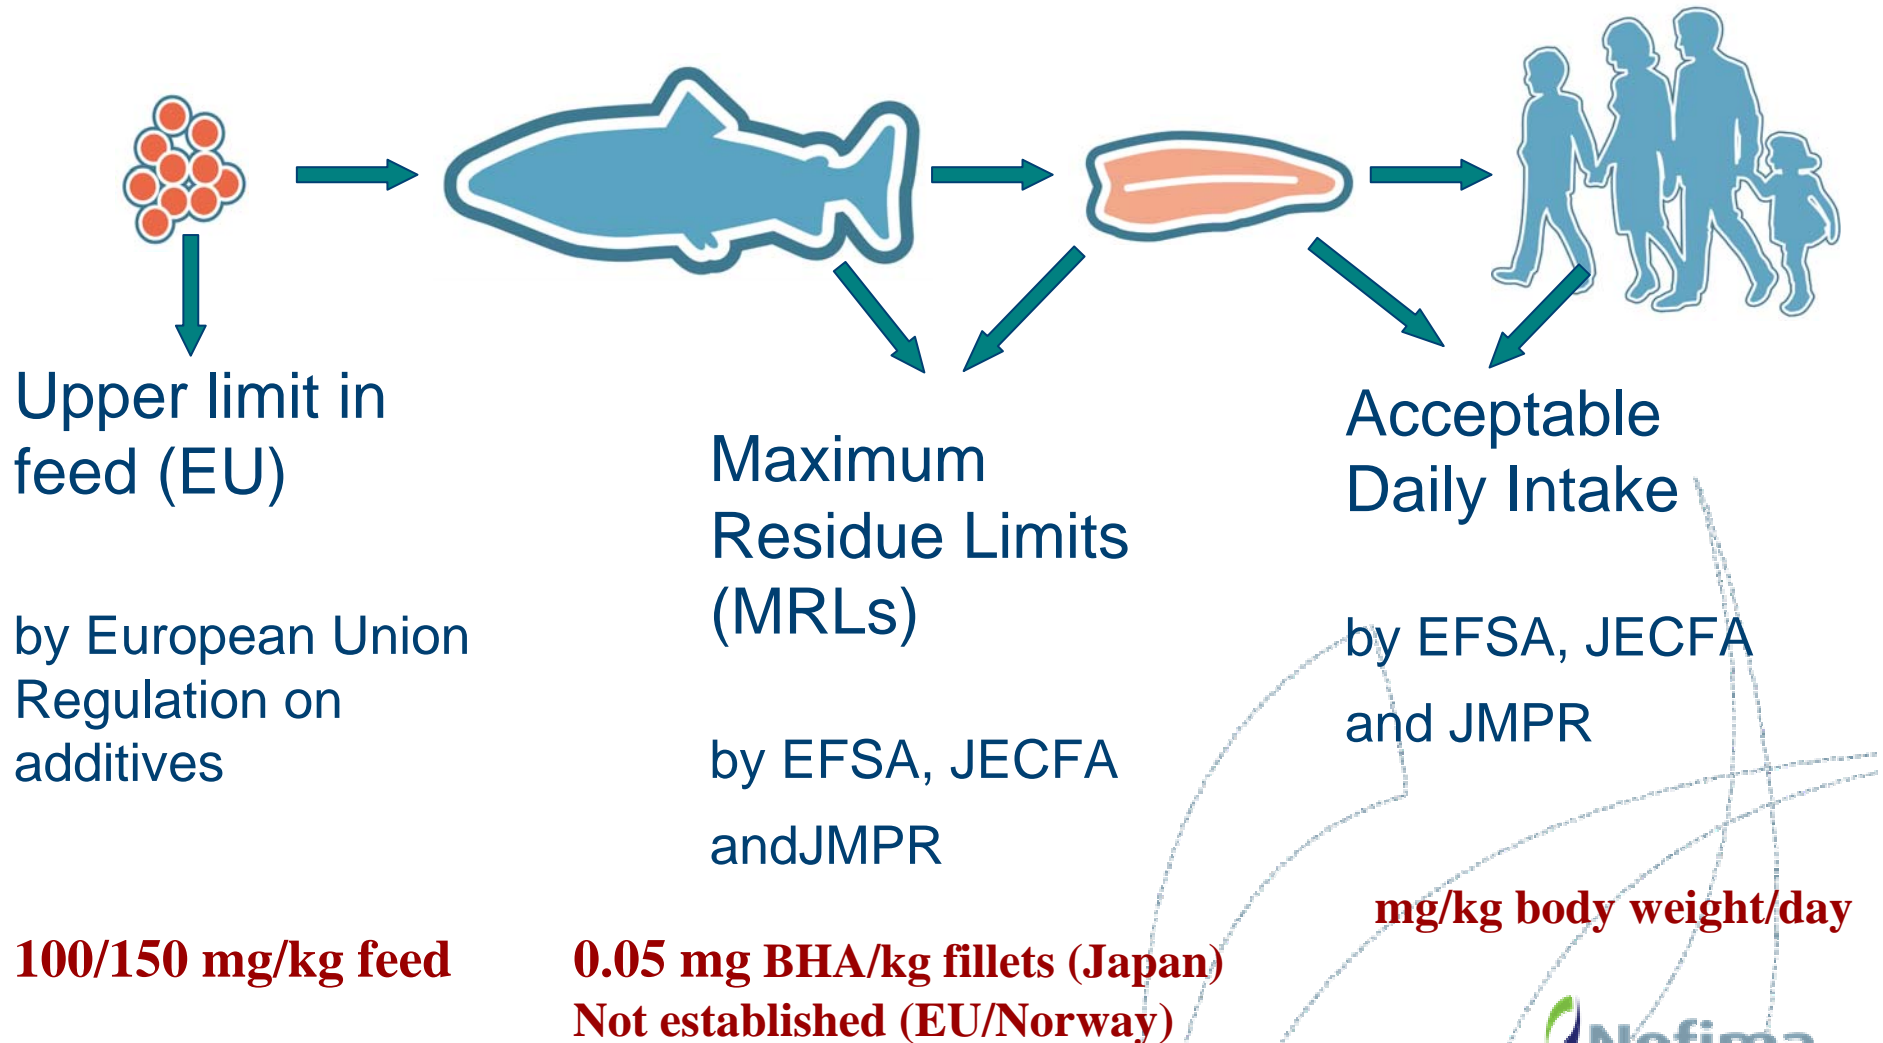 Upper limit in
feed (EU)
by European Union
Regulation on
additives
100/150 mg/kg feed
Maximum
Residue Limits
(MRLs)
by EFSA, JECFA
andJMPR
0.05 mg BHA/kg fillets (Japan)
Not established (EU/Norway)
Acceptable
Daily Intake
by EFSA, JECFA
and JMPR
mg/kg body weight/day
Nofima